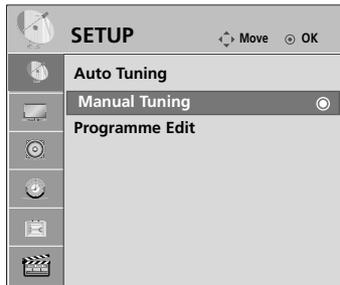 SETUP Move OK
Auto Tuning
Manual Tuning
Programme Edit